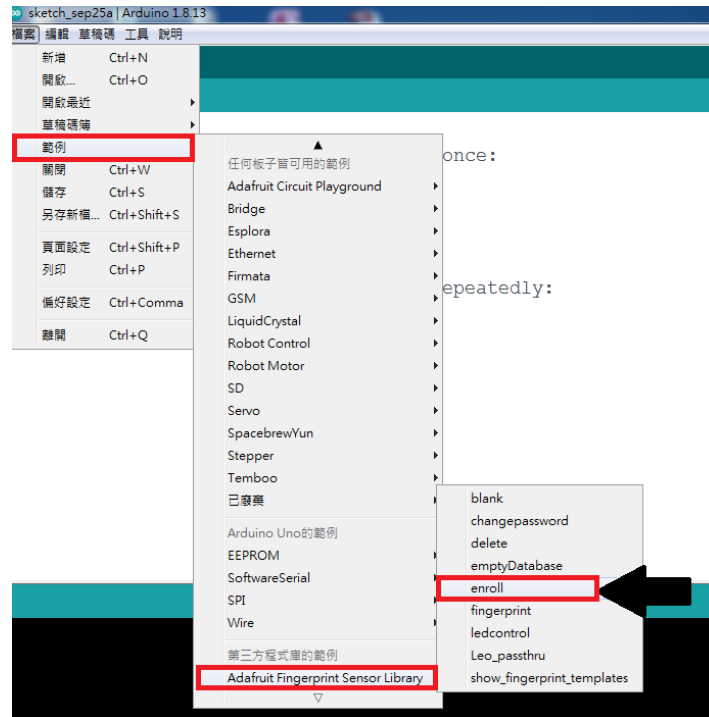 sketch_sep25a | Arduino 1.8.13
檔案 編輯 草稿碼 工具 說明
新增 Ctrl+N
開啟... Ctrl+O
開啟最近
草稿碼簿
範例
關閉 Ctrl+W
儲存 Ctrl+S
另存新檔... Ctrl+Shift+S
頁面設定 Ctrl+Shift+P
列印 Ctrl+P
偏好設定 Ctrl+Comma
離開 Ctrl+Q
任何板子皆可用的範例
Adafruit Circuit Playground
Bridge
Esplora
Ethernet
Firmata
GSM
LiquidCrystal
Robot Control
Robot Motor
SD
Servo
SpacebrewYun
Stepper
Temboo
已廢棄
Arduino Uno的範例
EEPROM
SoftwareSerial
SPI
Wire
第三方程式庫的範例
Adafruit Fingerprint Sensor Library
once:
epeatedly:
blank
changepassword
delete
emptyDatabase
enroll
fingerprint
ledcontrol
Leo_passthru
show_fingerprint_templates